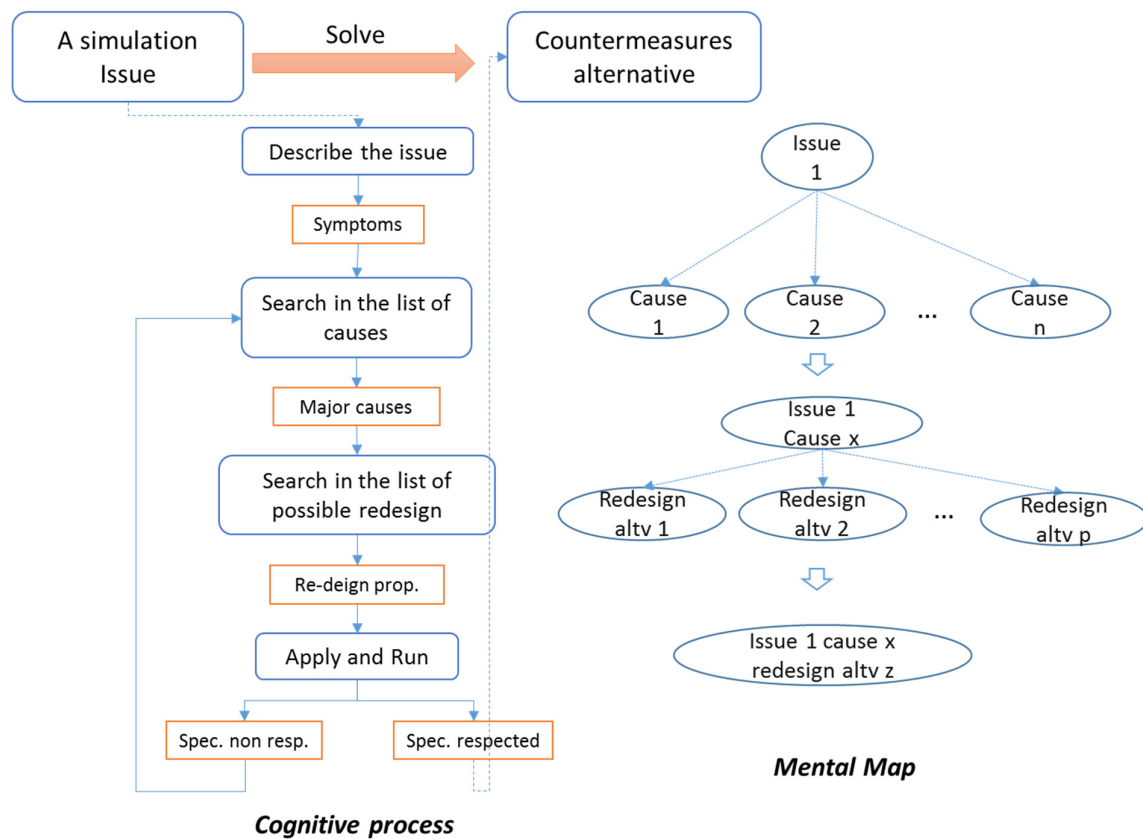 A simulation
Issue
Solve
Countermeasures
alternative
Describe the issue
Symptoms
Search in the list of
causes
Major causes
Search in the list of
possible redesign
Re-deign prop.
Apply and Run
Spec. non resp.
Spec. respected
Cognitive process
Issue
1
Cause
1
Cause
2
...
Cause
n
Issue 1
Cause x
Redesign
altv 1
Redesign
altv 2
...
Redesign
altv p
Issue 1 cause x
redesign altv z
Mental Map